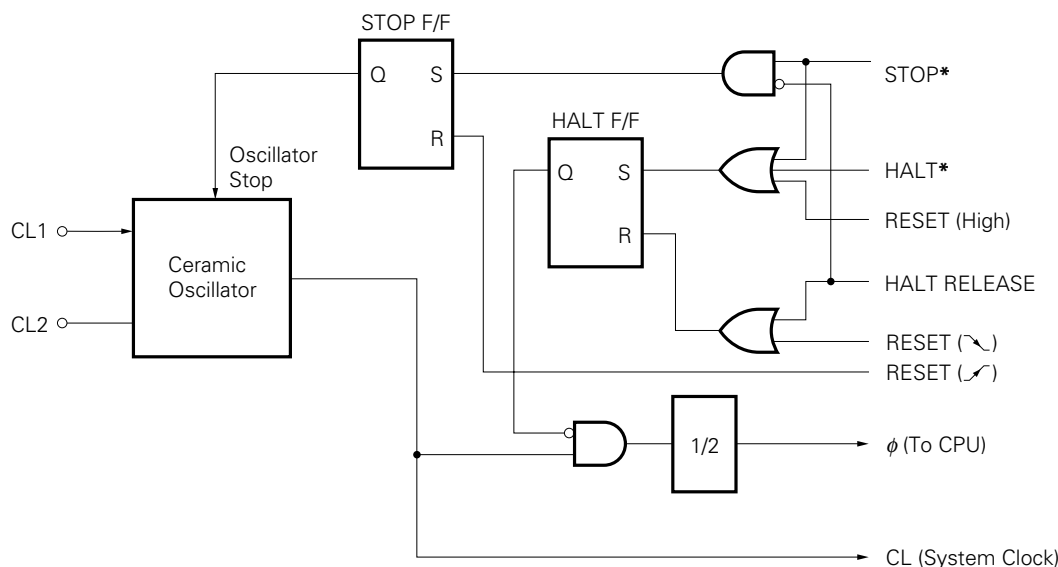 STOP F/F
Q S
R
STOP*
HALT F/F
Q S
R
HALT*
RESET (High)
Oscillator
Stop
CL1
Ceramic
Oscillator
CL2
HALT RELEASE
RESET ( )
RESET ( )
1/2
ϕ (To CPU)
CL (System Clock)